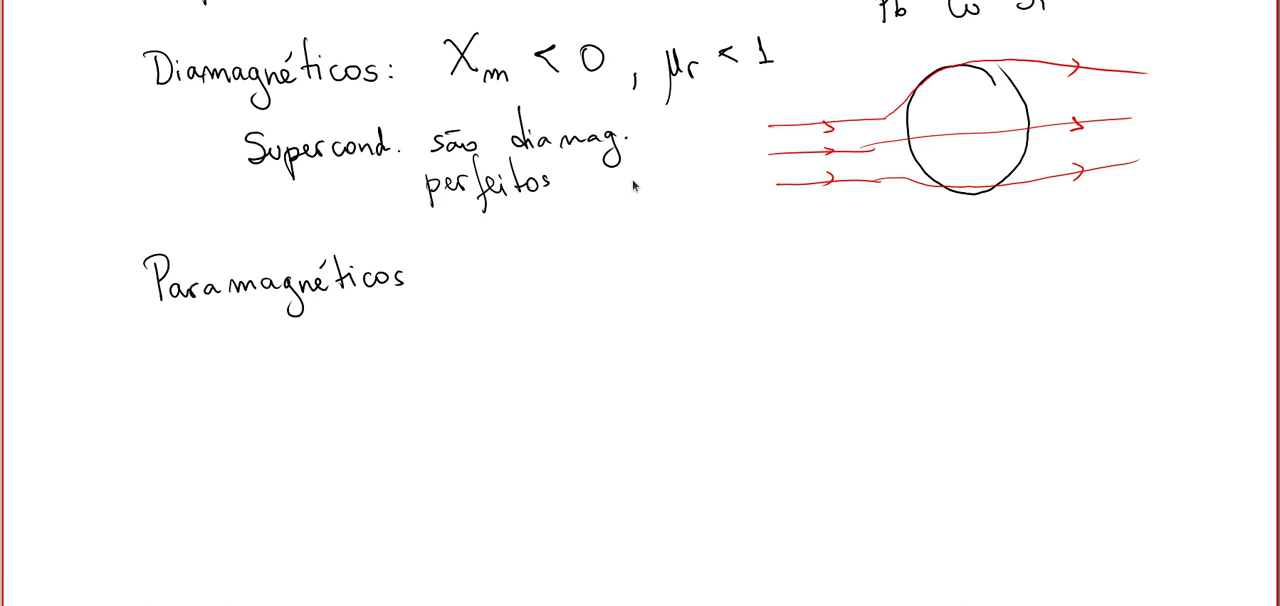 Diamagnéticos: χm < 0, μr < 1
Supercond. são diamag.
perfeitos
Paramagnéticos